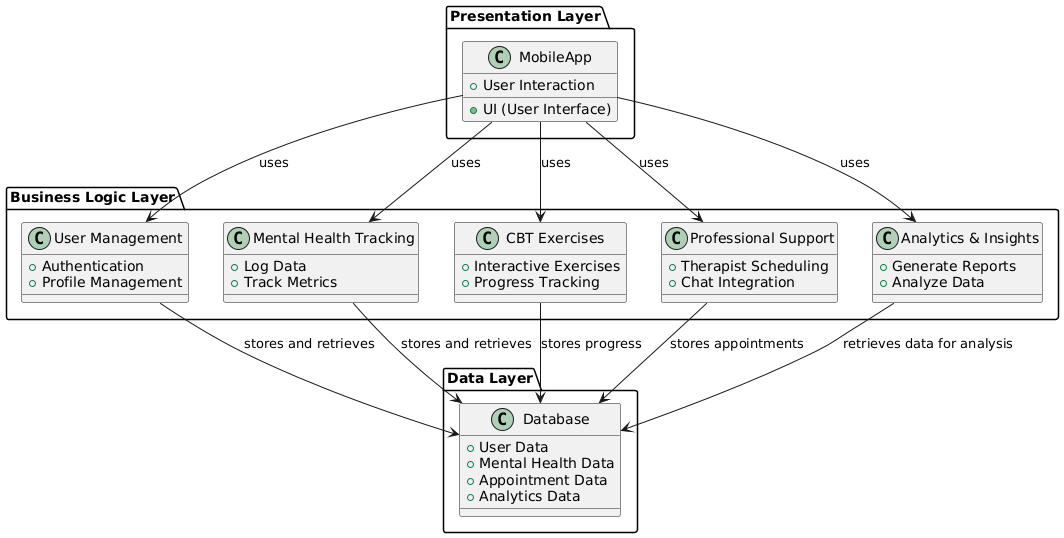 Presentation Layer
C MobileApp
User Interaction
UI (User Interface)
uses
uses
uses
uses
uses
Business Logic Layer
C User Management
Authentication
Profile Management
C Mental Health Tracking
Log Data
Track Metrics
C CBT Exercises
Interactive Exercises
Progress Tracking
C Professional Support
Therapist Scheduling
Chat Integration
C Analytics & Insights
Generate Reports
Analyze Data
stores and retrieves
stores and retrieves
stores progress
stores appointments
retrieves data for analysis
Data Layer
C Database
User Data
Mental Health Data
Appointment Data
Analytics Data